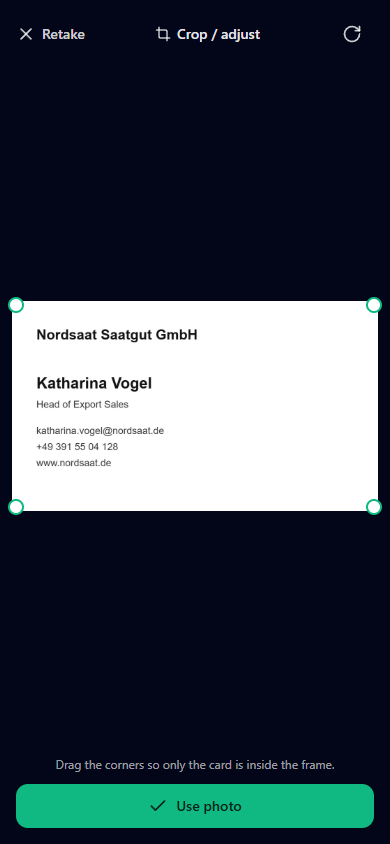 Retake
Crop / adjust
Nordsaat Saatgut GmbH
Katharina Vogel
Head of Export Sales
katharina.vogel@nordsaat.de
+49 391 55 04 128
www.nordsaat.de
Drag the corners so only the card is inside the frame.
Use photo